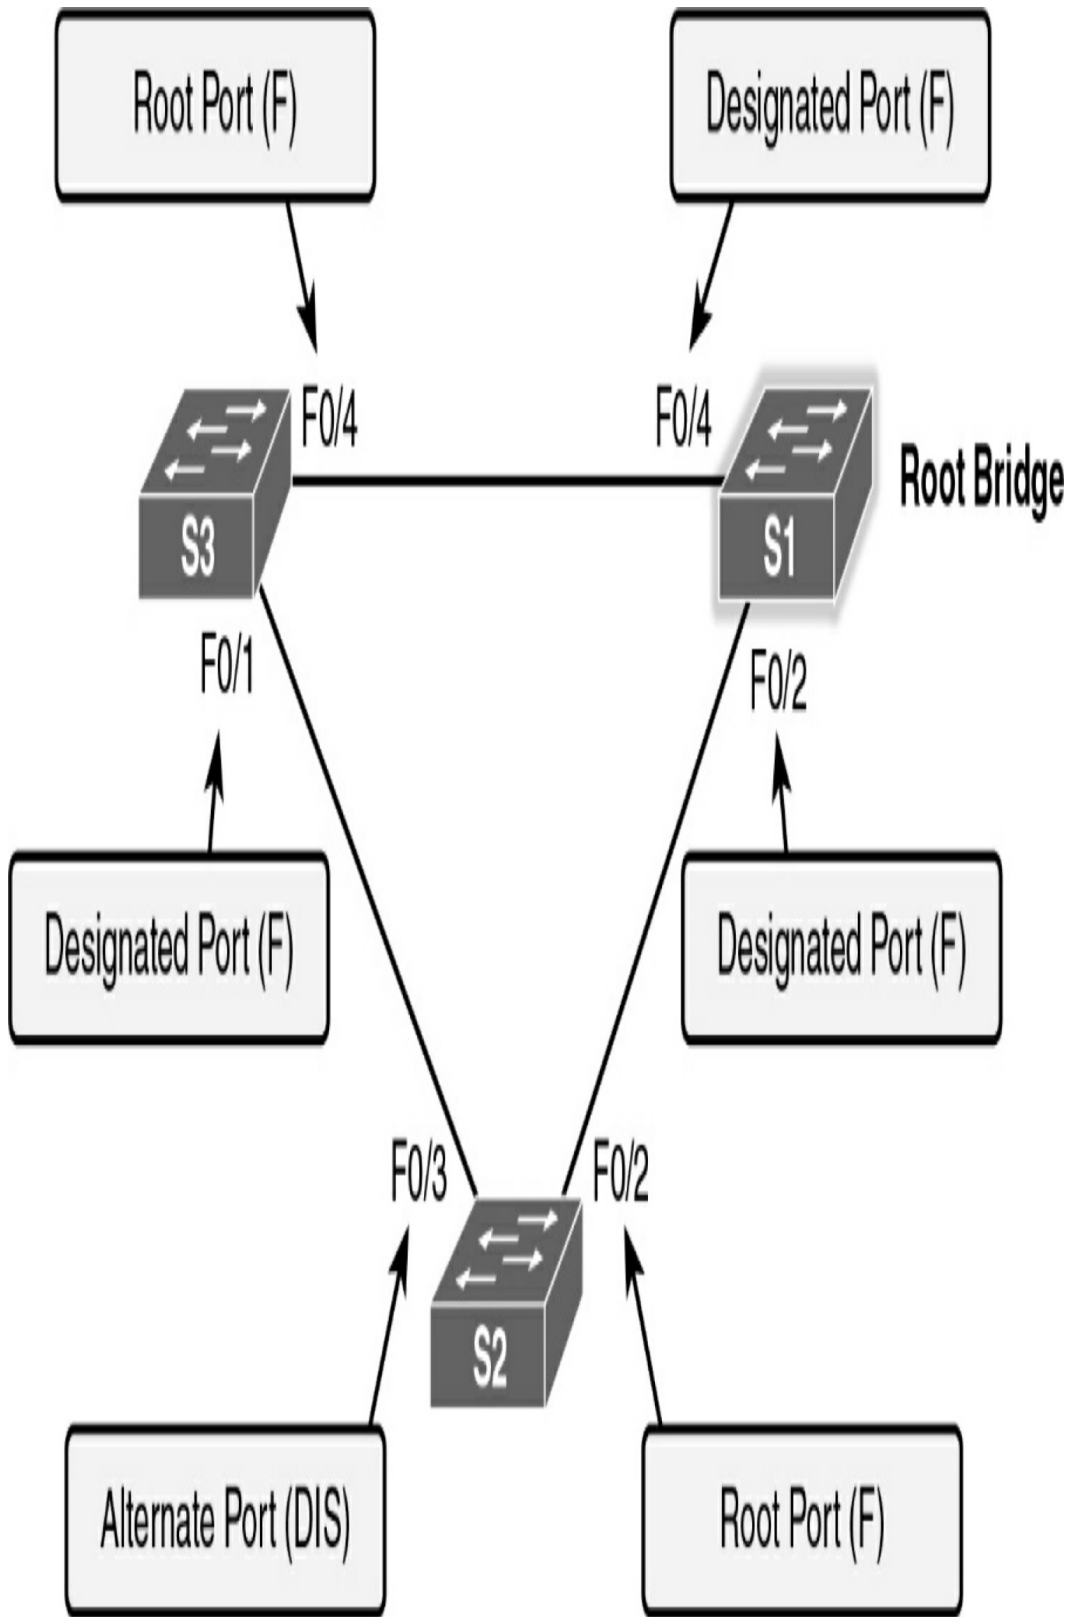 Root Port (F)
Designated Port (F)
F0/4
F0/4
Root Bridge
S3
S1
F0/1
F0/2
Designated Port (F)
Designated Port (F)
F0/3
F0/2
S2
Alternate Port (DIS)
Root Port (F)